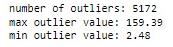 number of outliers: 5172
max outlier value: 159.39
min outlier value: 2.48